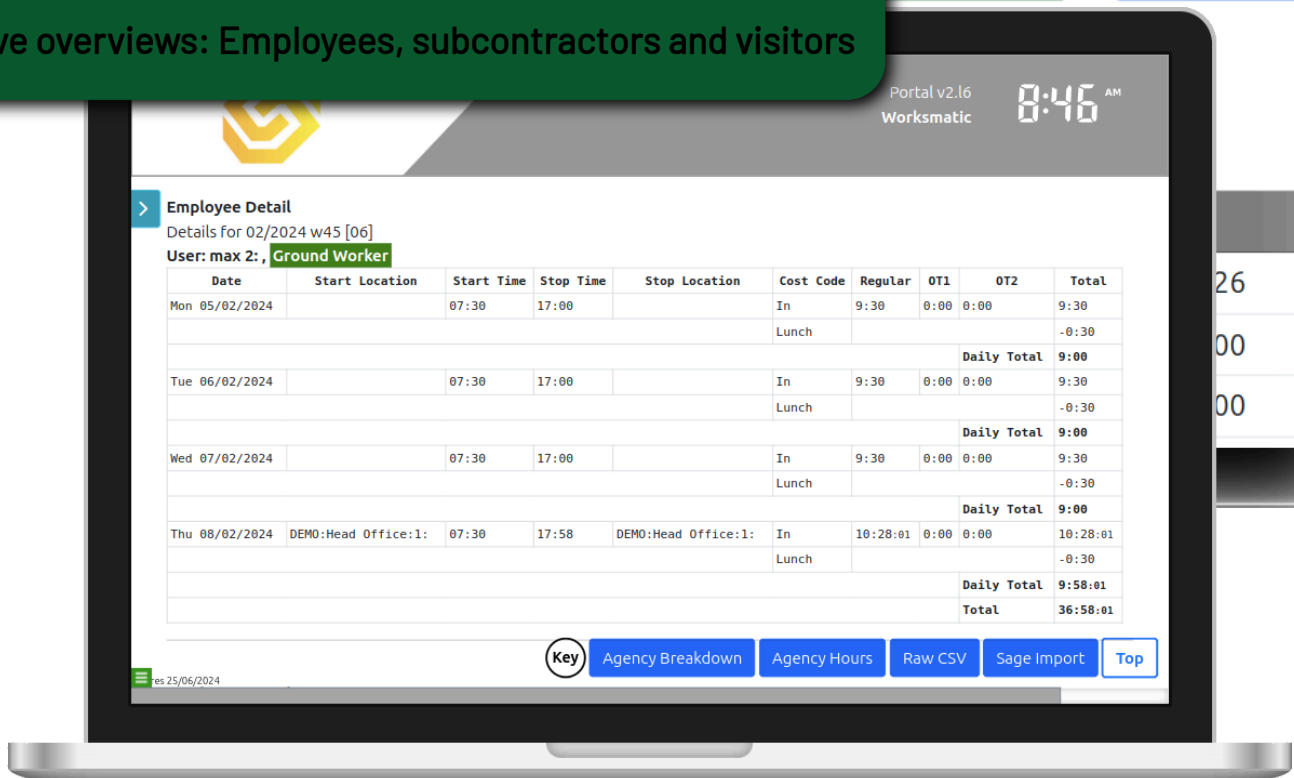 ve overviews: Employees, subcontractors and visitors
Portal v2.l6
Worksmatic
8:46 AM
Employee Detail
Details for 02/2024 w45 [06]
User: max 2: , Ground Worker
Date Start Location Start Time Stop Time Stop Location Cost Code Regular OT1 OT2 Total
Mon 05/02/2024 07:30 17:00 In 9:30 0:00 0:00 9:30
Lunch -0:30
Daily Total 9:00
Tue 06/02/2024 07:30 17:00 In 9:30 0:00 0:00 9:30
Lunch -0:30
Daily Total 9:00
Wed 07/02/2024 07:30 17:00 In 9:30 0:00 0:00 9:30
Lunch -0:30
Daily Total 9:00
Thu 08/02/2024 DEMO:Head Office:1: 07:30 17:58 DEMO:Head Office:1: In 10:28:01 0:00 0:00 10:28:01
Lunch -0:30
Daily Total 9:58:01
Total 36:58:01
Key Agency Breakdown Agency Hours Raw CSV Sage Import Top
res 25/06/2024
26
00
00